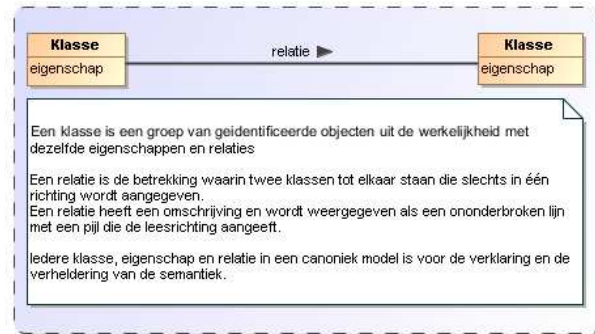 Klasse
eigenschap
relatie
Klasse
eigenschap
Een klasse is een groep van geidentificeerde objecten uit de werkelijkheid met
dezelfde eigenschappen en relaties
Een relatie is de betrekking waarin twee klassen tot elkaar staan die slechts in één
richting wordt aangegeven.
Een relatie heeft een omschrijving en wordt weergegeven als een ononderbroken lijn
met een pijl die de leesrichting aangeeft.
Iedere klasse, eigenschap en relatie in een canoniek model is voor de verklaring en de
verheldering van de semantiek.